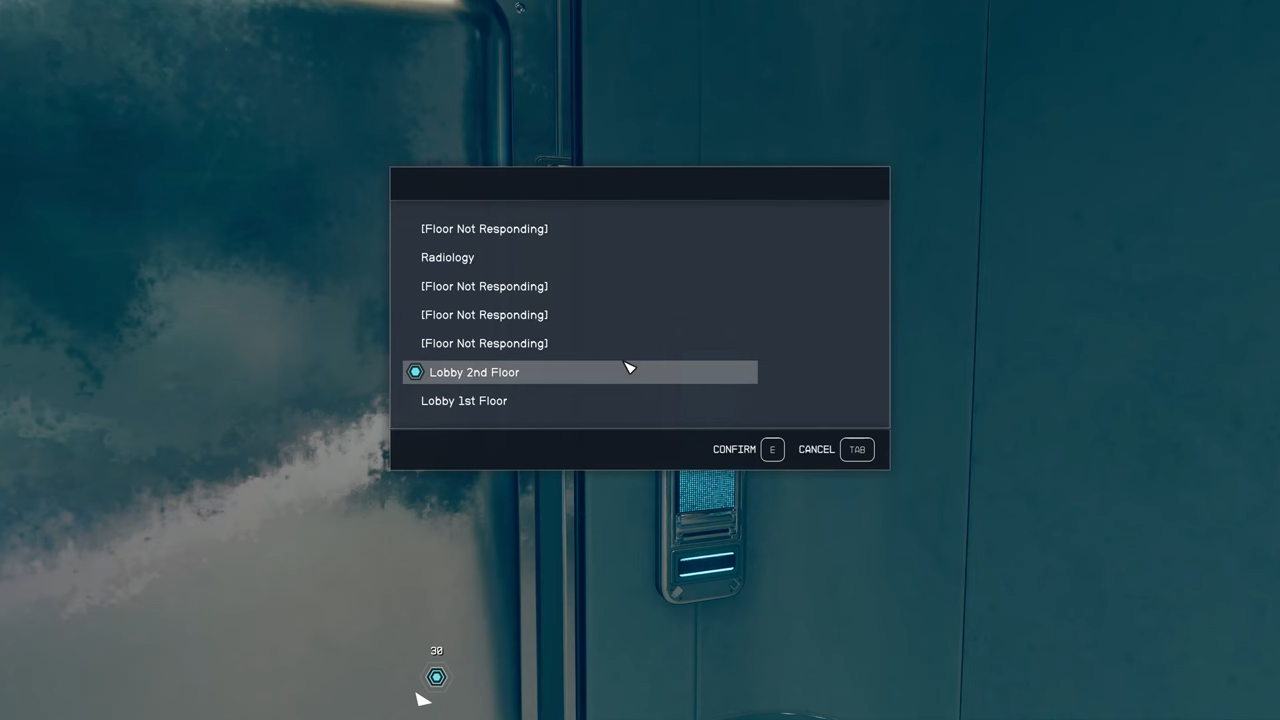 [Floor Not Responding]
Radiology
[Floor Not Responding]
[Floor Not Responding]
[Floor Not Responding]
Lobby 2nd Floor
Lobby 1st Floor
CONFIRM E CANCEL TAB
30